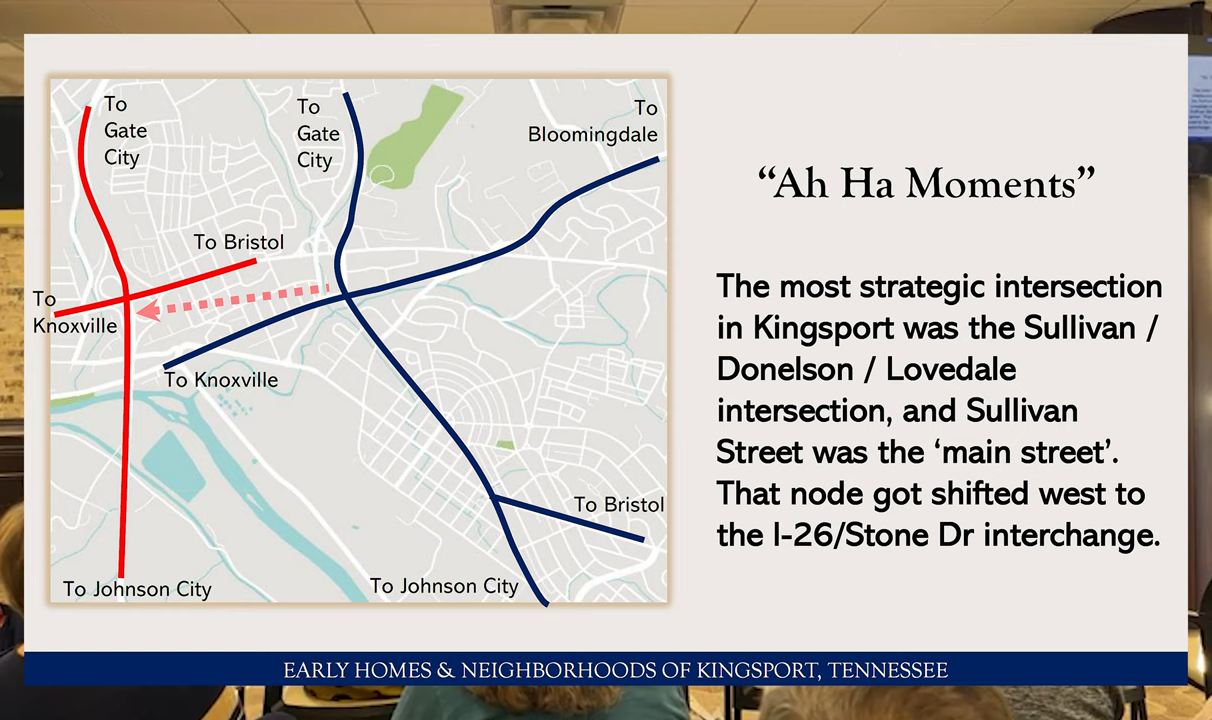 To
Gate
City
To
Gate
City
To
Bloomingdale
To Bristol
To
Knoxville
To Knoxville
To Bristol
To Johnson City
To Johnson City
“Ah Ha Moments”
The most strategic intersection
in Kingsport was the Sullivan /
Donelson / Lovedale
intersection, and Sullivan
Street was the ‘main street’.
That node got shifted west to
the I-26/Stone Dr interchange.
EARLY HOMES & NEIGHBORHOODS OF KINGSPORT, TENNESSEE